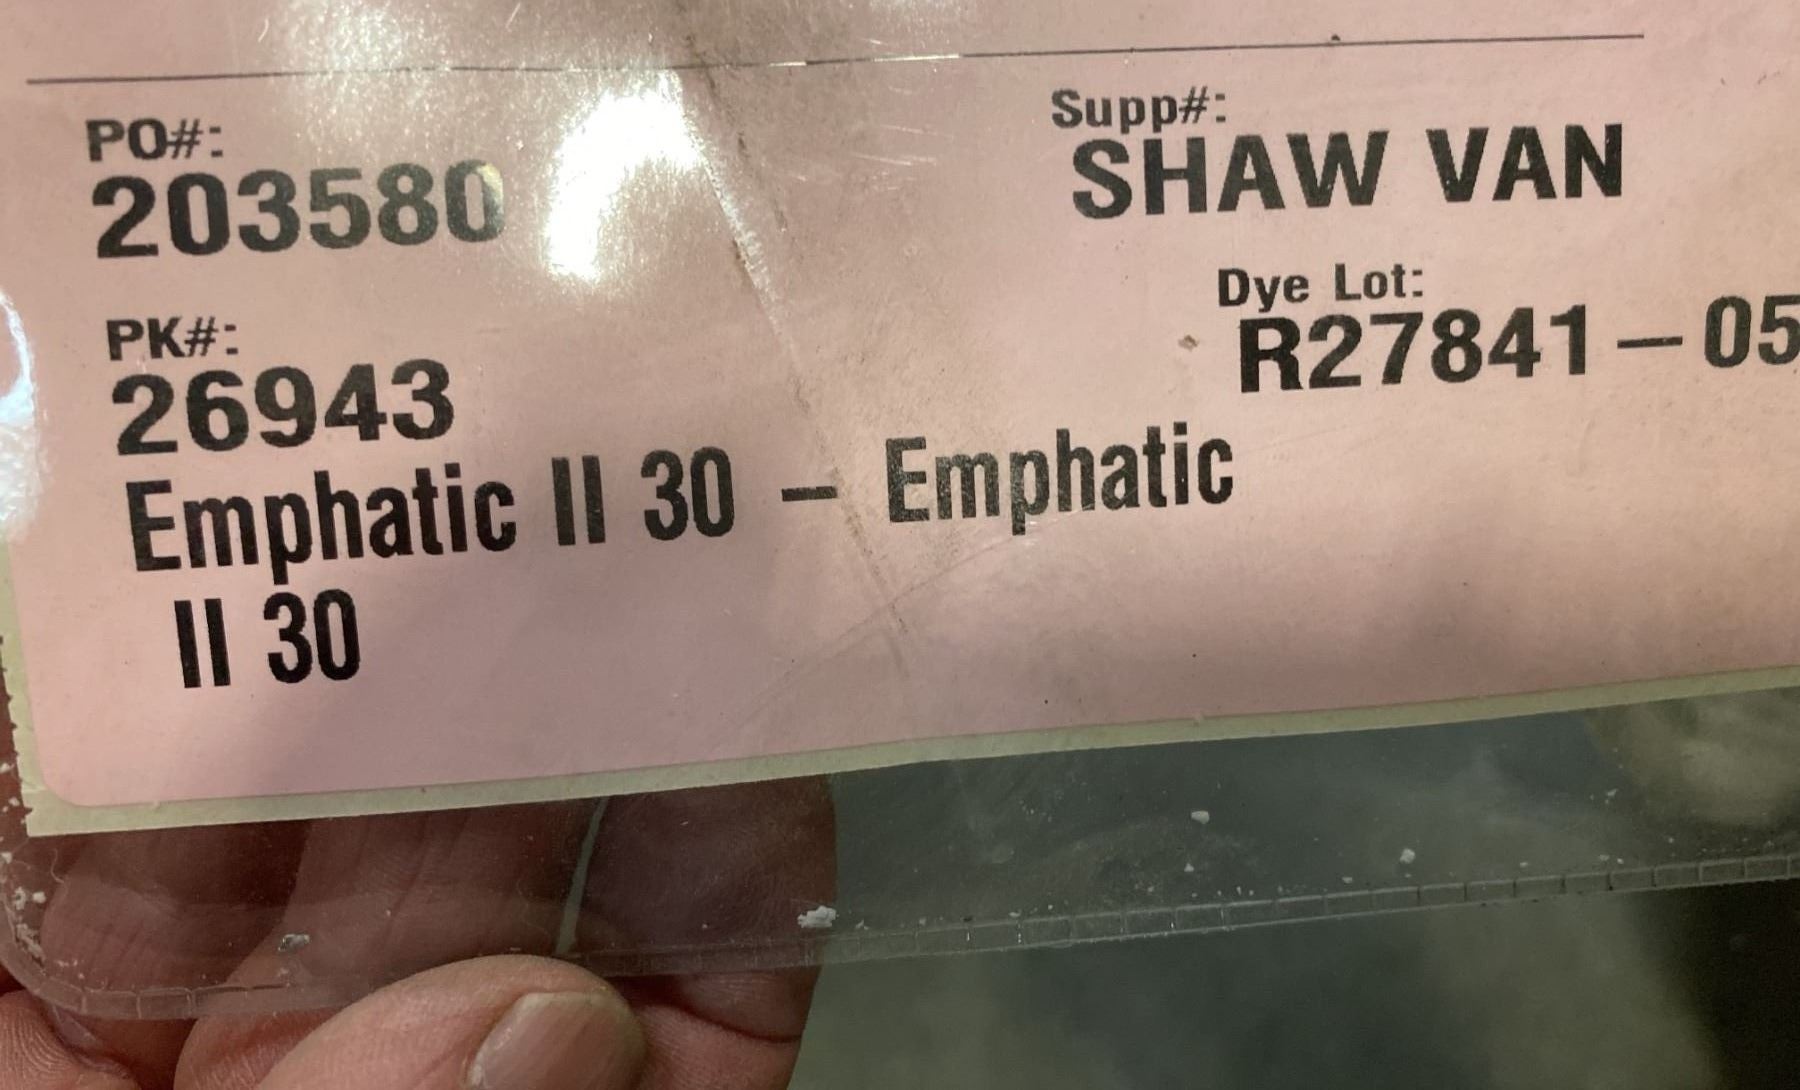 PO#: Supp#:
203580 SHAW VAN
Dye Lot:
PK#: R27841-05
26943
Emphatic II 30 - Emphatic
II 30